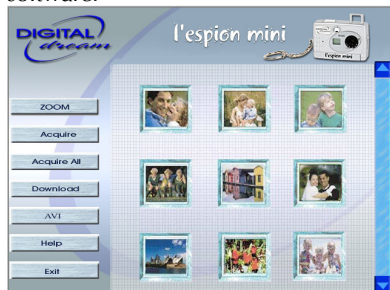 software.
DIGITAL
dream
l'espion mini
l'espion mini
ZOOM
Acquire
Acquire All
Download
AVI
Help
Exit